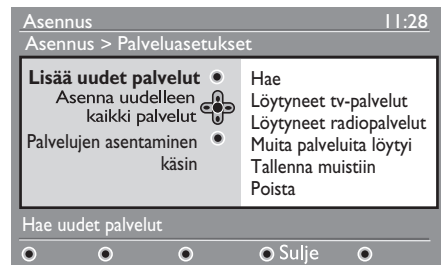 Asennus 11:28
Asennus > Palveluasetukset
Lisää uudet palvelut
Asenna uudelleen
kaikki palvelut
Palvelujen asentaminen
käsin
Hae
Löytyneet tv-palvelut
Löytyneet radiopalvelut
Muita palveluita löytyi
Tallenna muistiin
Poista
Hae uudet palvelut
Sulje